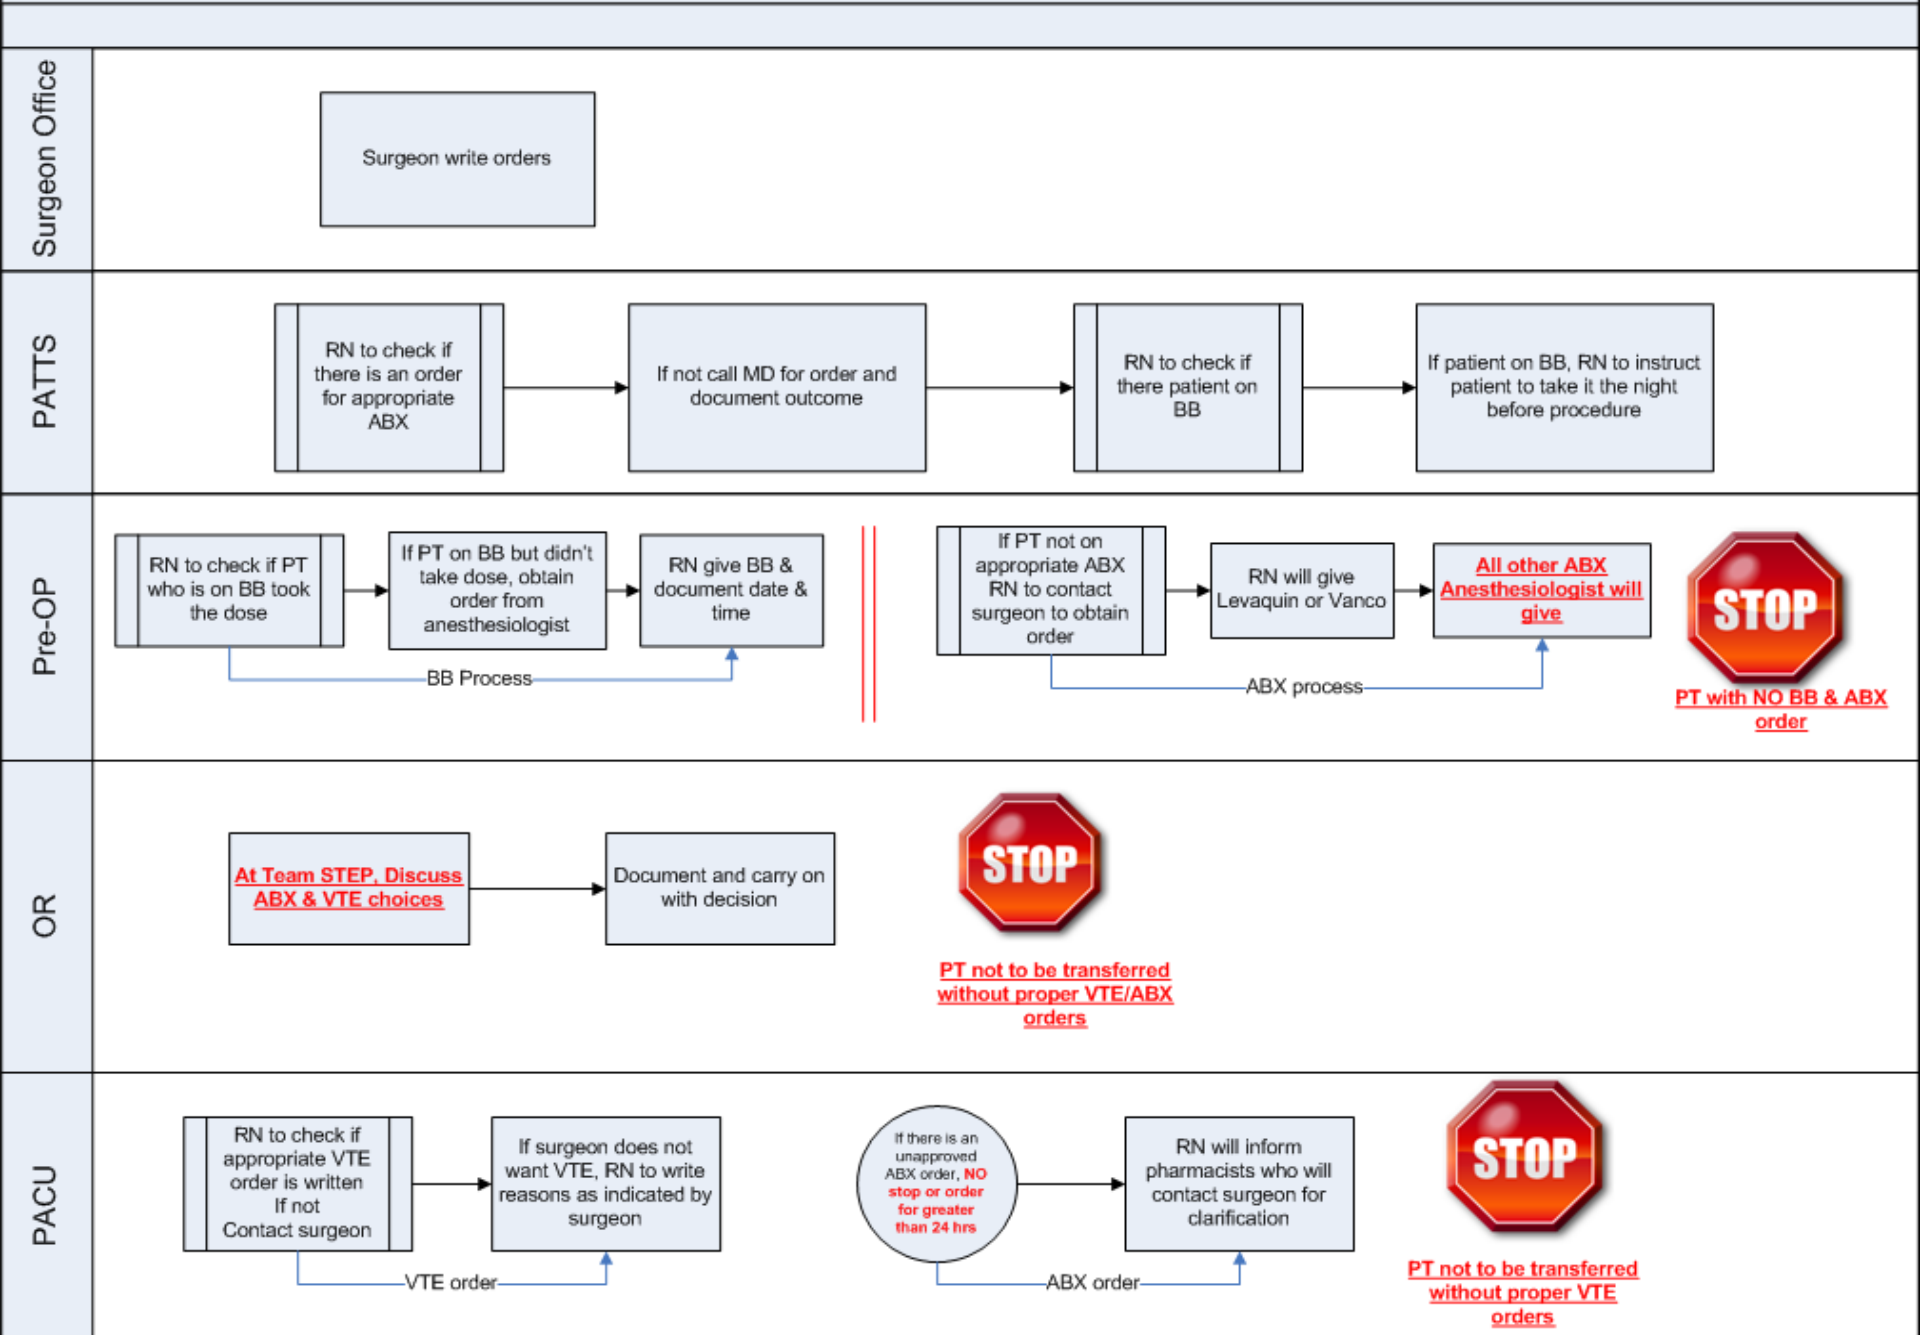 Surgeon Office
Surgeon write orders
PATTS
RN to check if
there is an order
for appropriate
ABX
If not call MD for order and
document outcome
RN to check if
there patient on
BB
If patient on BB, RN to instruct
patient to take it the night
before procedure
Pre-OP
RN to check if PT
who is on BB took
the dose
If PT on BB but didn't
take dose, obtain
order from
anesthesiologist
RN give BB &
document date &
time
BB Process
If PT not on
appropriate ABX
RN to contact
surgeon to obtain
order
RN will give
Levaquin or Vanco
All other ABX
Anesthesiologist will
give
ABX process
STOP
PT with NO BB & ABX
order
OR
At Team STEP, Discuss
ABX & VTE choices
Document and carry on
with decision
STOP
PT not to be transferred
without proper VTE/ABX
orders
PACU
RN to check if
appropriate VTE
order is written
If not
Contact surgeon
If surgeon does not
want VTE, RN to write
reasons as indicated by
surgeon
VTE order
If there is an
unapproved
ABX order, NO
stop or order
for greater
than 24 hrs
RN will inform
pharmacists who will
contact surgeon for
clarification
ABX order
STOP
PT not to be transferred
without proper VTE
orders